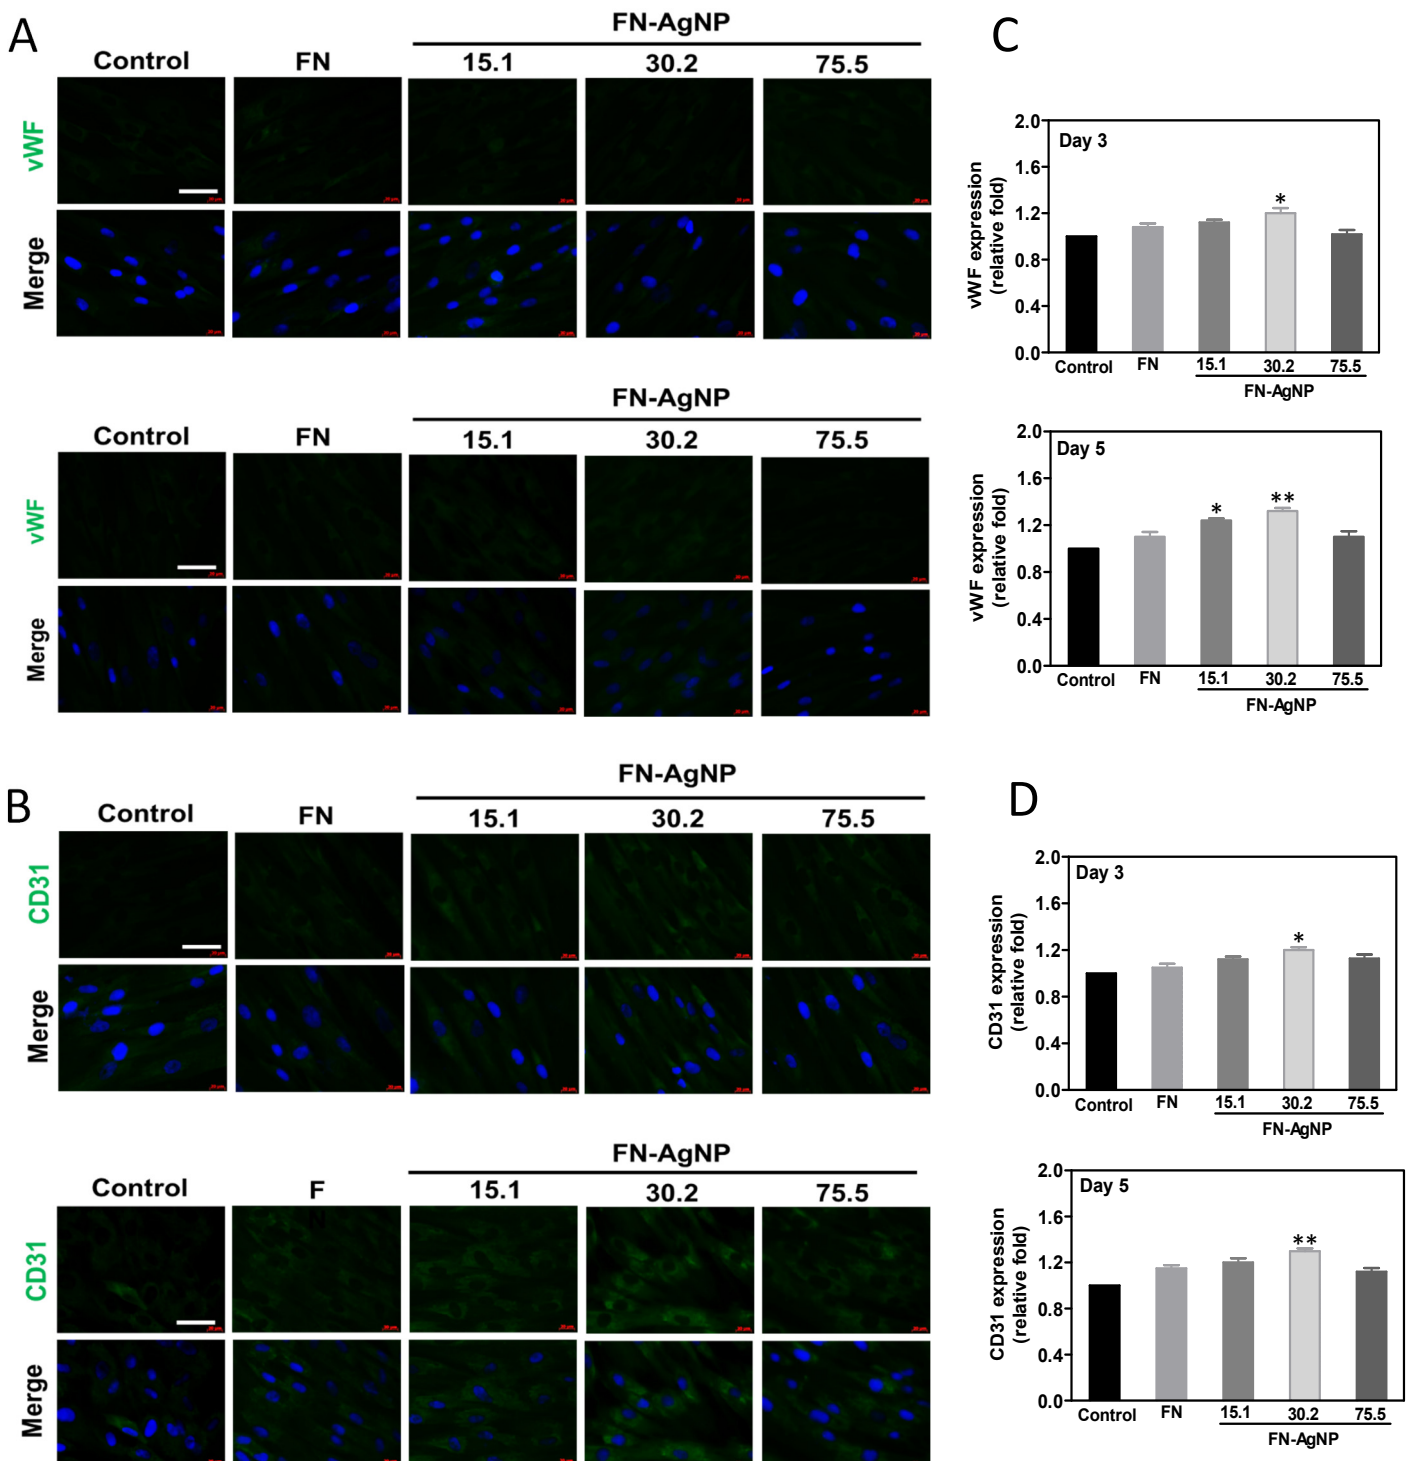 A
FN-AgNP
Control FN 15.1 30.2 75.5
vWF
Merge
FN-AgNP
Control FN 15.1 30.2 75.5
vWF
Merge
B
FN-AgNP
Control FN 15.1 30.2 75.5
CD31
Merge
FN-AgNP
Control F 15.1 30.2 75.5
N
CD31
Merge
C
Day 3
vWF expression
(relative fold)
2.0
1.6
1.2
0.8
0.4
0.0
*
Control FN 15.1 30.2 75.5
FN-AgNP
Day 5
vWF expression
(relative fold)
2.0
1.6
1.2
0.8
0.4
0.0
* **
Control FN 15.1 30.2 75.5
FN-AgNP
D
Day 3
CD31 expression
(relative fold)
2.0
1.6
1.2
0.8
0.4
0.0
*
Control FN 15.1 30.2 75.5
FN-AgNP
Day 5
CD31 expression
(relative fold)
2.0
1.6
1.2
0.8
0.4
0.0
**
Control FN 15.1 30.2 75.5
FN-AgNP